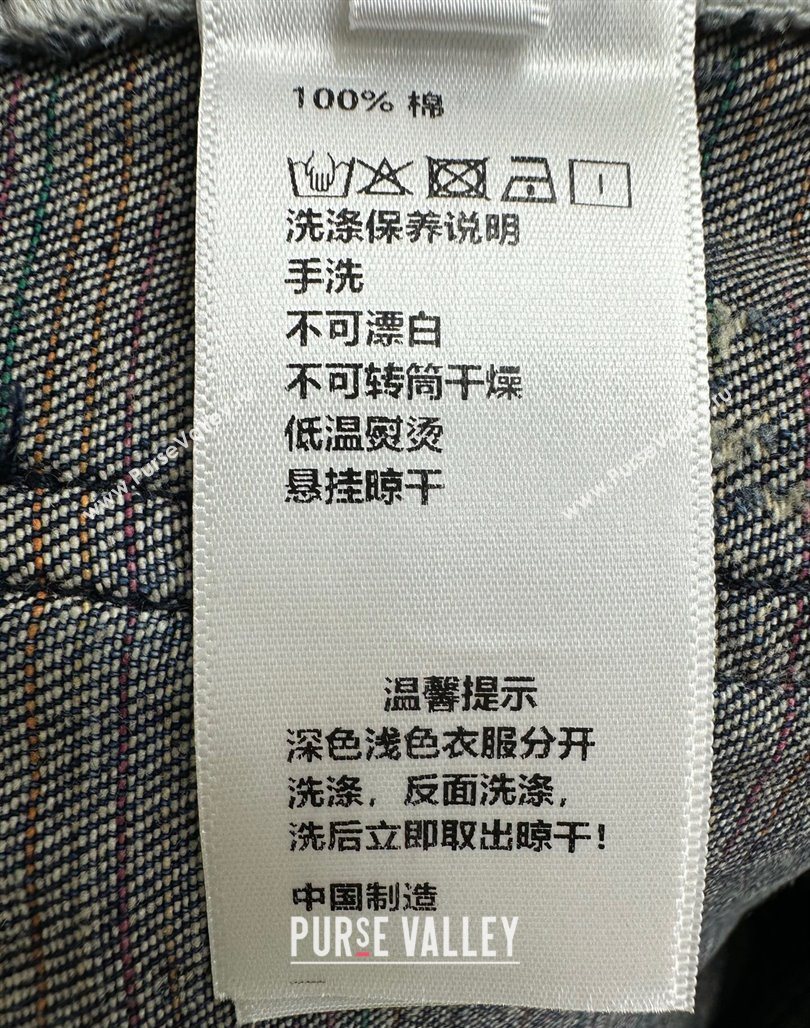 100% 棉
洗涤保养说明
手洗
不可漂白
不可转筒干燥
低温熨烫
悬挂晾干
温馨提示
深色浅色衣服分开
洗涤，反面洗涤，
洗后立即取出晾干！
中国制造
PURSE VALLEY